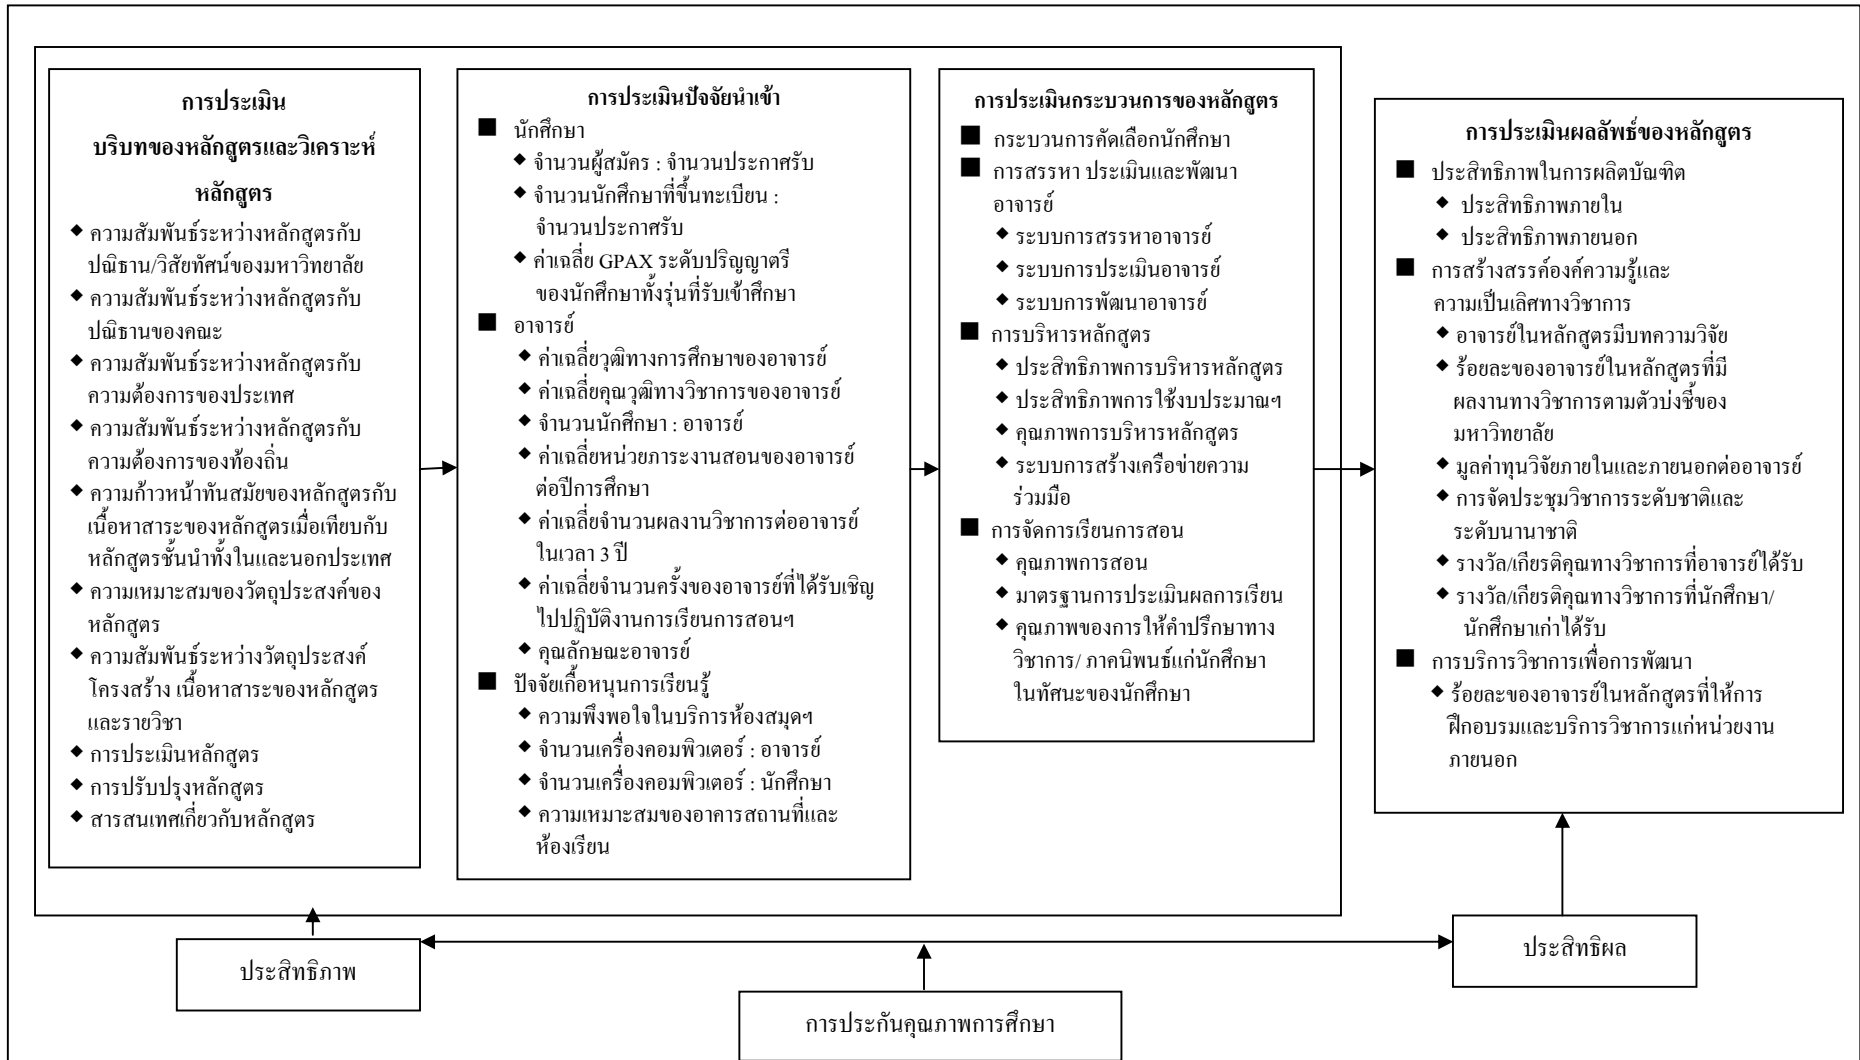 การประเมิน
บริบทของหลักสูตรและวิเคราะห์
หลักสูตร
◆ ความสัมพันธ์ระหว่างหลักสูตรกับ
ปณิธาน/วิสัยทัศน์ของมหาวิทยาลัย
◆ ความสัมพันธ์ระหว่างหลักสูตรกับ
ปณิธานของคณะ
◆ ความสัมพันธ์ระหว่างหลักสูตรกับ
ความต้องการของประเทศ
◆ ความสัมพันธ์ระหว่างหลักสูตรกับ
ความต้องการของท้องถิ่น
◆ ความก้าวหน้าทันสมัยของหลักสูตรกับ
เนื้อหาสาระของหลักสูตรเมื่อเทียบกับ
หลักสูตรชั้นนำทั้งในและนอกประเทศ
◆ ความเหมาะสมของวัตถุประสงค์ของ
หลักสูตร
◆ ความสัมพันธ์ระหว่างวัตถุประสงค์
โครงสร้าง เนื้อหาสาระของหลักสูตร
และรายวิชา
◆ การประเมินหลักสูตร
◆ การปรับปรุงหลักสูตร
◆ สารสนเทศเกี่ยวกับหลักสูตร
การประเมินปัจจัยนำเข้า
■ นักศึกษา
◆ จำนวนผู้สมัคร : จำนวนประกาศรับ
◆ จำนวนนักศึกษาที่ขึ้นทะเบียน :
จำนวนประกาศรับ
◆ ค่าเฉลี่ย GPAX ระดับปริญญาตรี
ของนักศึกษาทั้งรุ่นที่รับเข้าศึกษา
■ อาจารย์
◆ ค่าเฉลี่ยวุฒิทางการศึกษาของอาจารย์
◆ ค่าเฉลี่ยคุณวุฒิทางวิชาการของอาจารย์
◆ จำนวนนักศึกษา : อาจารย์
◆ ค่าเฉลี่ยหน่วยภาระงานสอนของอาจารย์
ต่อปีการศึกษา
◆ ค่าเฉลี่ยจำนวนผลงานวิชาการต่ออาจารย์
ในเวลา 3 ปี
◆ ค่าเฉลี่ยจำนวนครั้งของอาจารย์ที่ได้รับเชิญ
ไปปฏิบัติงานการเรียนการสอนฯ
◆ คุณลักษณะอาจารย์
■ ปัจจัยเกื้อหนุนการเรียนรู้
◆ ความพึงพอใจในบริการห้องสมุดฯ
◆ จำนวนเครื่องคอมพิวเตอร์ : อาจารย์
◆ จำนวนเครื่องคอมพิวเตอร์ : นักศึกษา
◆ ความเหมาะสมของอาคารสถานที่และ
ห้องเรียน
การประเมินกระบวนการของหลักสูตร
■ กระบวนการคัดเลือกนักศึกษา
■ การสรรหา ประเมินและพัฒนา
อาจารย์
◆ ระบบการสรรหาอาจารย์
◆ ระบบการประเมินอาจารย์
◆ ระบบการพัฒนาอาจารย์
■ การบริหารหลักสูตร
◆ ประสิทธิภาพการบริหารหลักสูตร
◆ ประสิทธิภาพการใช้งบประมาณฯ
◆ คุณภาพการบริหารหลักสูตร
◆ ระบบการสร้างเครือข่ายความ
ร่วมมือ
■ การจัดการเรียนการสอน
◆ คุณภาพการสอน
◆ มาตรฐานการประเมินผลการเรียน
◆ คุณภาพของการให้คำปรึกษาทาง
วิชาการ/ ภาคนิพนธ์แก่นักศึกษา
ในทัศนะของนักศึกษา
การประเมินผลลัพธ์ของหลักสูตร
■ ประสิทธิภาพในการผลิตบัณฑิต
◆ ประสิทธิภาพภายใน
◆ ประสิทธิภาพภายนอก
■ การสร้างสรรค์องค์ความรู้และ
ความเป็นเลิศทางวิชาการ
◆ อาจารย์ในหลักสูตรมีบทความวิจัย
◆ ร้อยละของอาจารย์ในหลักสูตรที่มี
ผลงานทางวิชาการตามตัวบ่งชี้ของ
มหาวิทยาลัย
◆ มูลค่าทุนวิจัยภายในและภายนอกต่ออาจารย์
◆ การจัดประชุมวิชาการระดับชาติและ
ระดับนานาชาติ
◆ รางวัล/เกียรติคุณทางวิชาการที่อาจารย์ได้รับ
◆ รางวัล/เกียรติคุณทางวิชาการที่นักศึกษา/
นักศึกษาเก่าได้รับ
■ การบริการวิชาการเพื่อการพัฒนา
◆ ร้อยละของอาจารย์ในหลักสูตรที่ให้การ
ฝึกอบรมและบริการวิชาการแก่หน่วยงาน
ภายนอก
ประสิทธิภาพ
ประสิทธิผล
การประกันคุณภาพการศึกษา